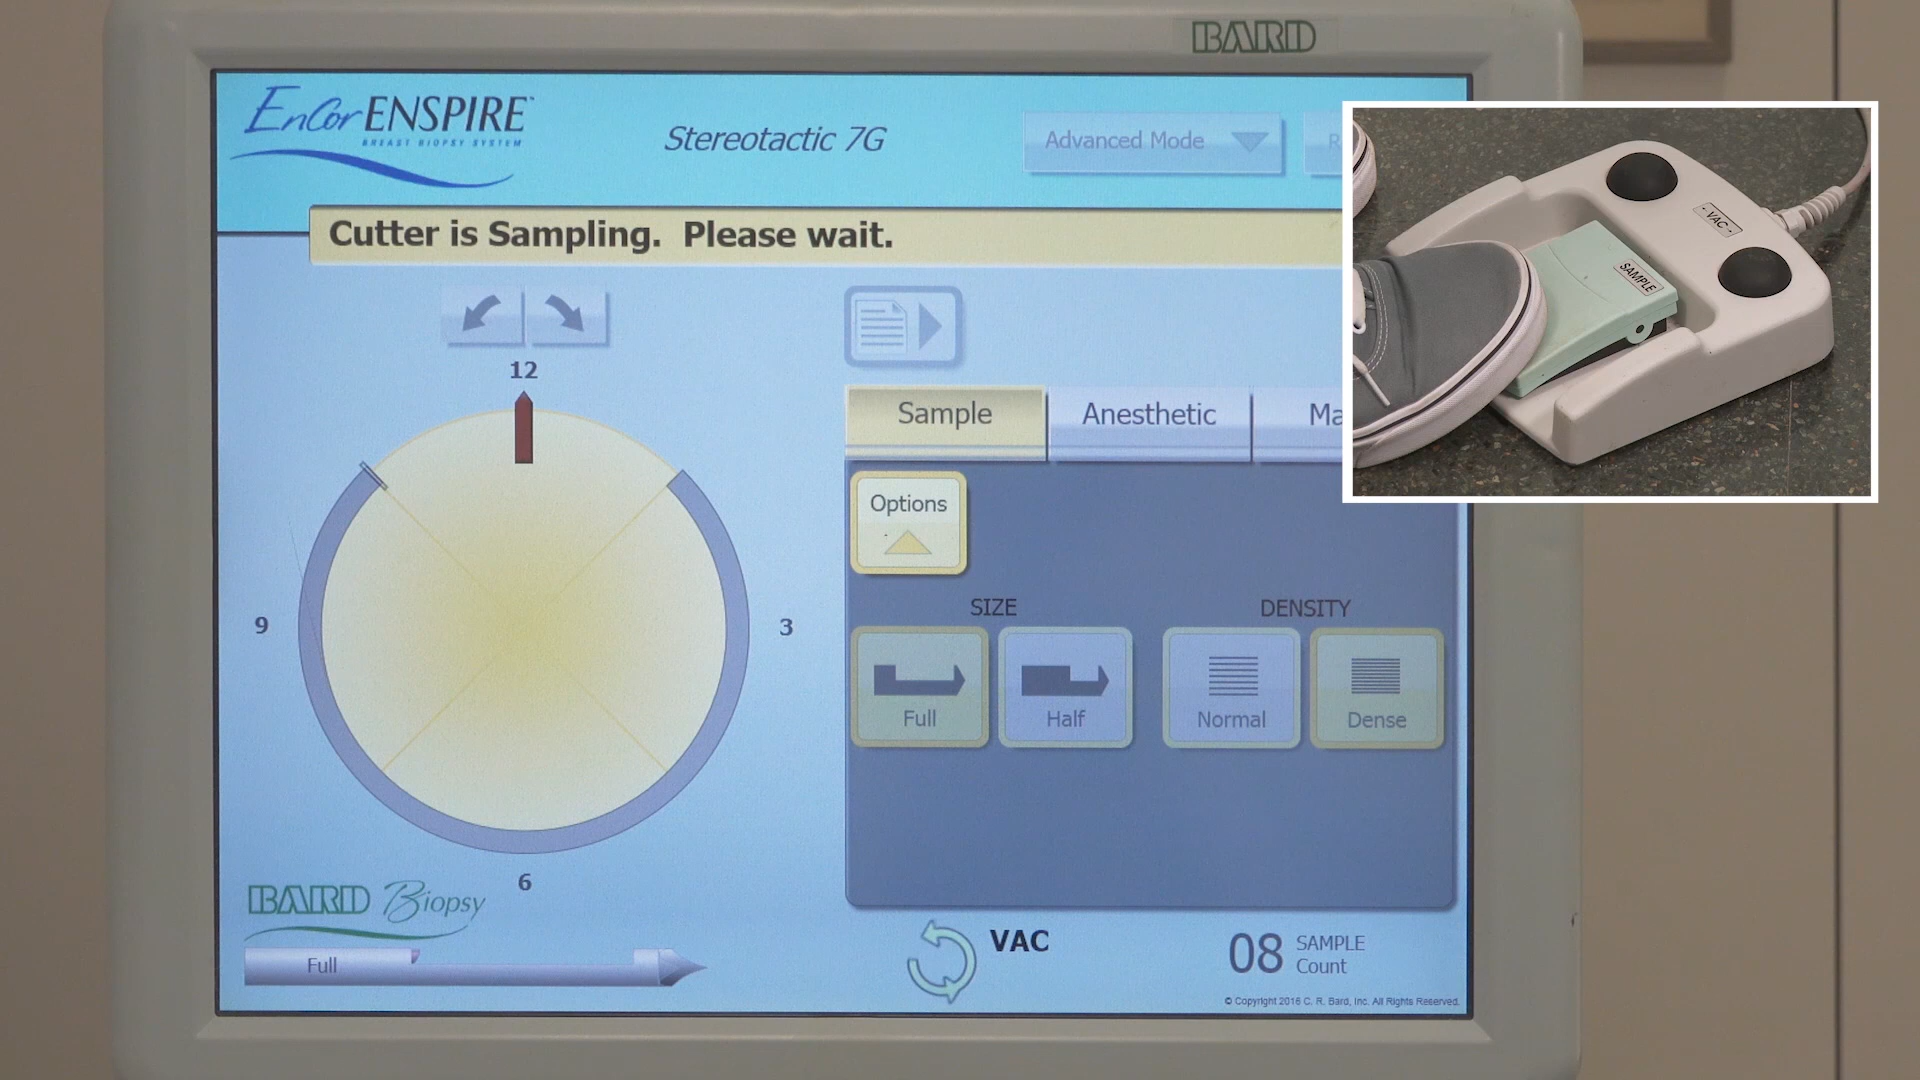 BARD
EnCor ENSPIRE™
BREAST BIOPSY SYSTEM
Stereotactic 7G
Advanced Mode
R
Cutter is Sampling. Please wait.
VAC
SAMPLE
12
9
3
6
Sample
Anesthetic
Ma
Options
SIZE
DENSITY
Full
Half
Normal
Dense
BARD Biopsy
Full
VAC
08 SAMPLE
Count
© Copyright 2016 C. R. Bard, Inc. All Rights Reserved.